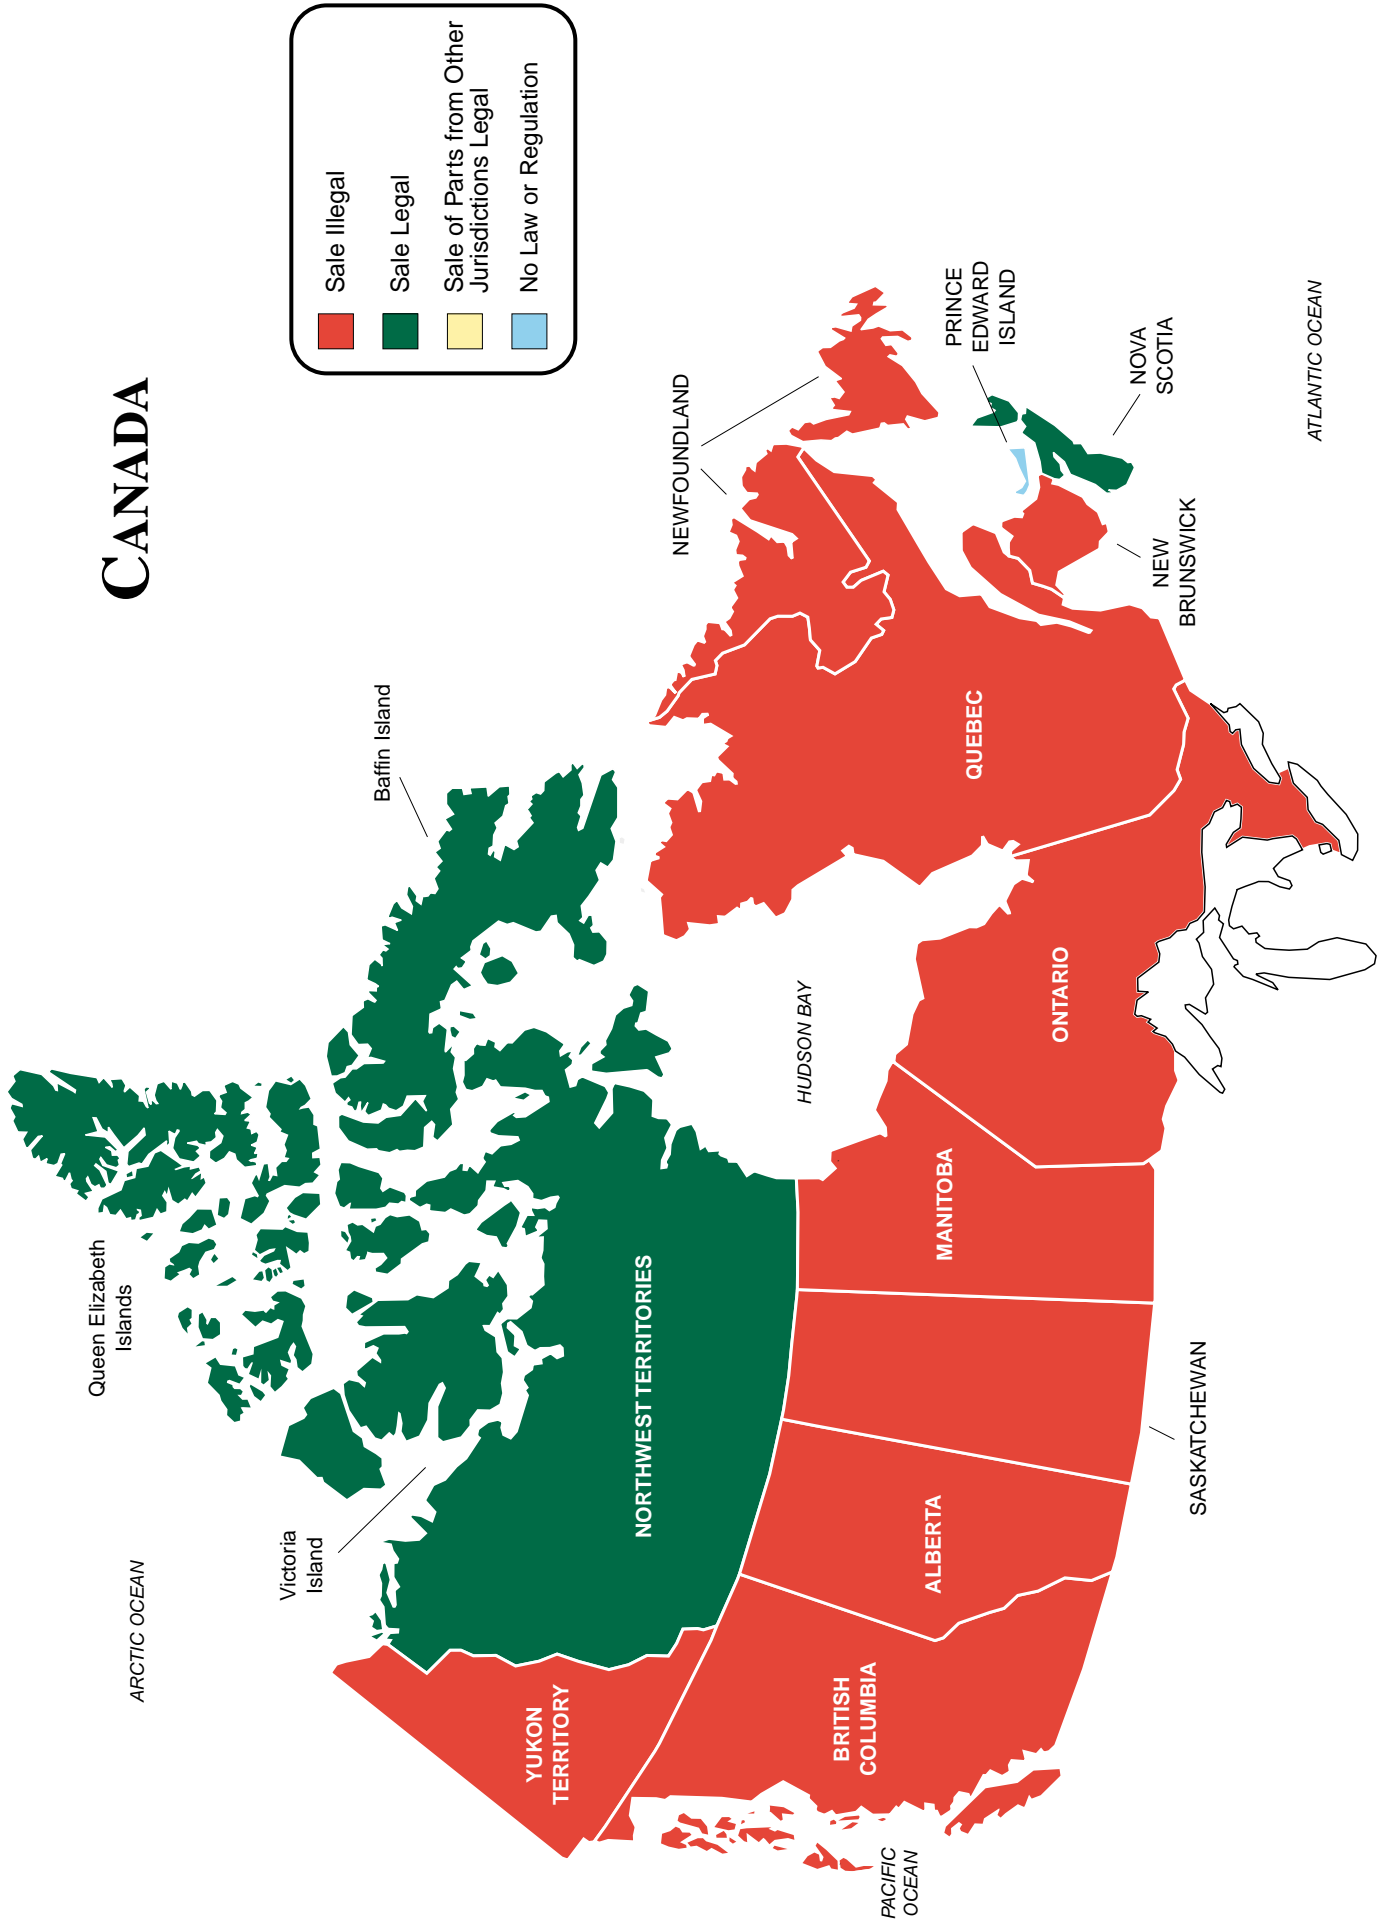 CANADA
Sale Illegal
Sale Legal
Sale of Parts from Other
Jurisdictions Legal
No Law or Regulation
ARCTIC OCEAN
Queen Elizabeth
Islands
Victoria
Island
Baffin Island
YUKON
TERRITORY
NORTHWEST TERRITORIES
HUDSON BAY
NEWFOUNDLAND
PRINCE
EDWARD
ISLAND
BRITISH
COLUMBIA
ALBERTA
MANITOBA
QUEBEC
ONTARIO
PACIFIC
OCEAN
SASKATCHEWAN
NEW
BRUNSWICK
NOVA
SCOTIA
ATLANTIC OCEAN